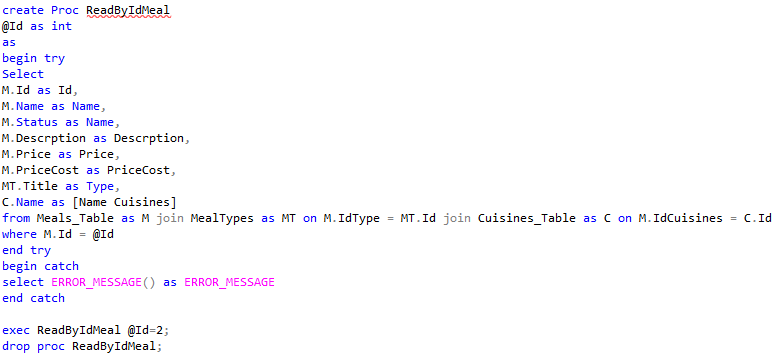 create Proc ReadByIdMeal
@Id as int
as
begin try
Select
M.Id as Id,
M.Name as Name,
M.Status as Name,
M.Descrption as Descrption,
M.Price as Price,
M.PriceCost as PriceCost,
MT.Title as Type,
C.Name as [Name Cuisines]
from Meals_Table as M join MealTypes as MT on M.IdType = MT.Id join Cuisines_Table as C on M.IdCuisines = C.Id
where M.Id = @Id
end try
begin catch
select ERROR_MESSAGE() as ERROR_MESSAGE
end catch
exec ReadByIdMeal @Id=2;
drop proc ReadByIdMeal;